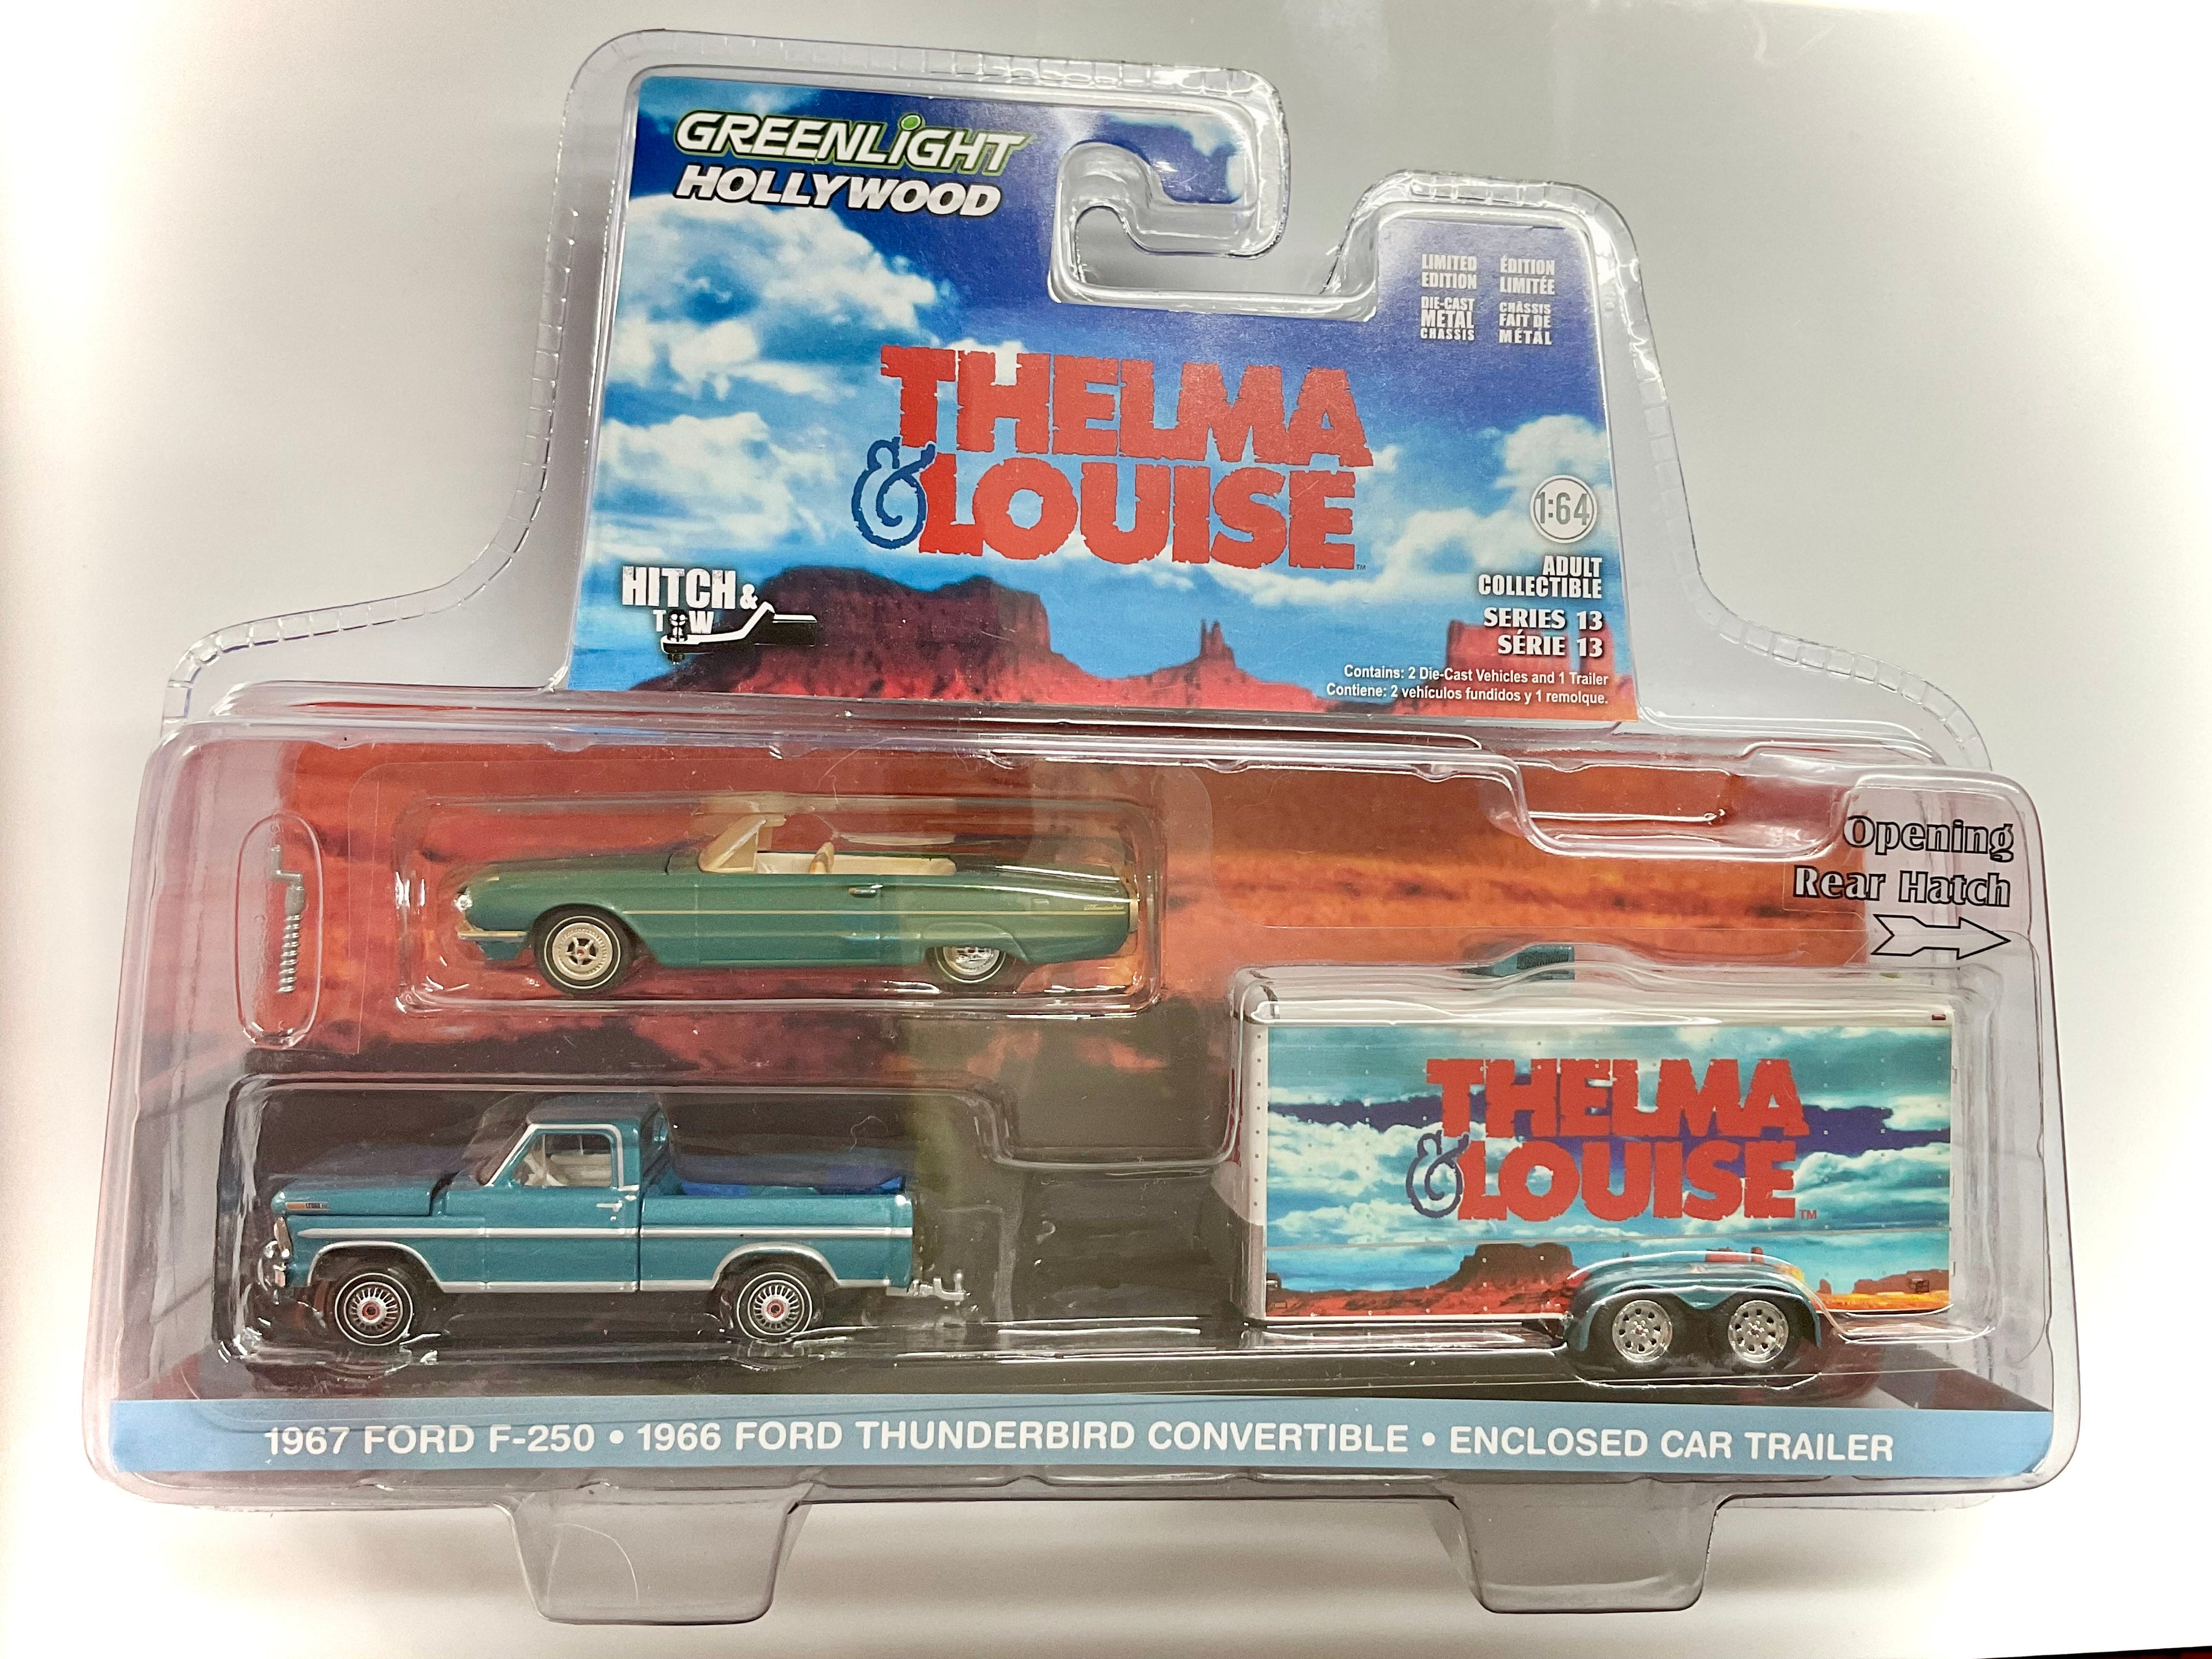 GREENLiGHT
HOLLYWOOD
LIMITED EDITION
ÉDITION LIMITÉE
DIE-CAST METAL CHASSIS
CHÂSSIS FAIT DE MÉTAL
THELMA
& LOUISE™
1:64
ADULT
COLLECTIBLE
SERIES 13
SÉRIE 13
HITCH &
TOW
Contains: 2 Die-Cast Vehicles and 1 Trailer
Contiene: 2 vehículos fundidos y 1 remolque.
Opening
Rear Hatch
THELMA
& LOUISE™
1967 FORD F-250 • 1966 FORD THUNDERBIRD CONVERTIBLE • ENCLOSED CAR TRAILER